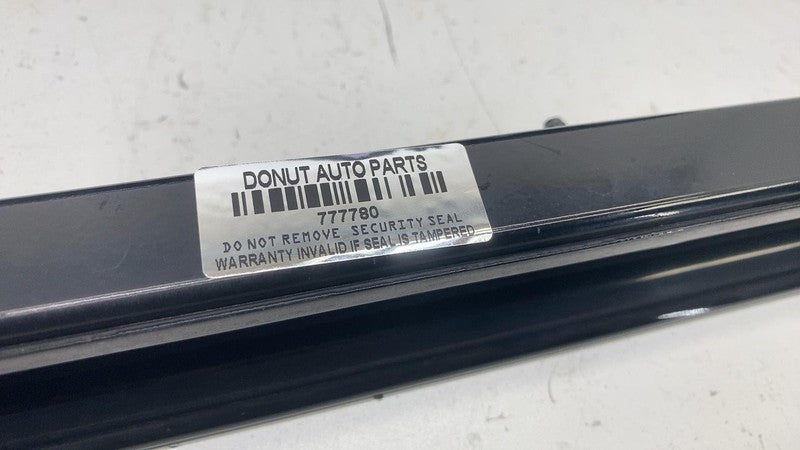 DONUT AUTO PARTS
777780
DO NOT REMOVE SECURITY SEAL
WARRANTY INVALID IF SEAL IS TAMPERED